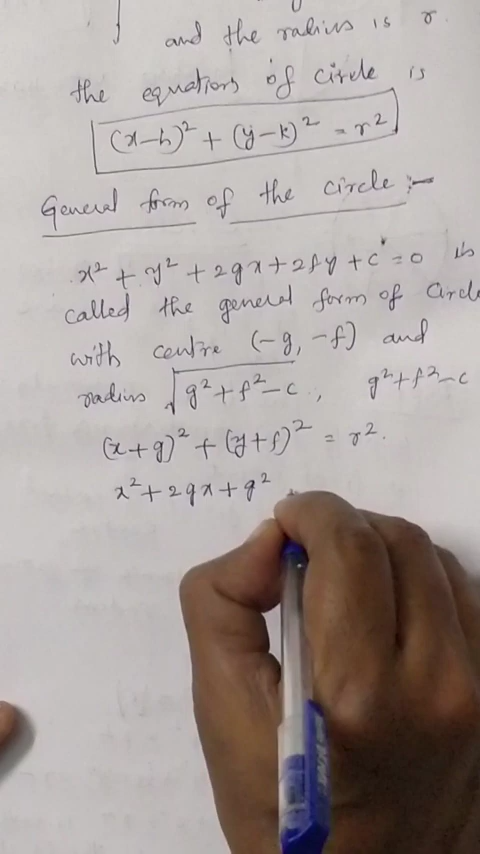 and the radius is r.
the equation of circle is
(x-h)² + (y-k)² = r²
General form of the circle :-
x² + y² + 2gx + 2fy + c = 0 is
called the general form of circle
with centre (-g, -f) and
radius √g²+f²-c , g²+f²-c
(x+g)² + (y+f)² = r².
x² + 2gx + g² +